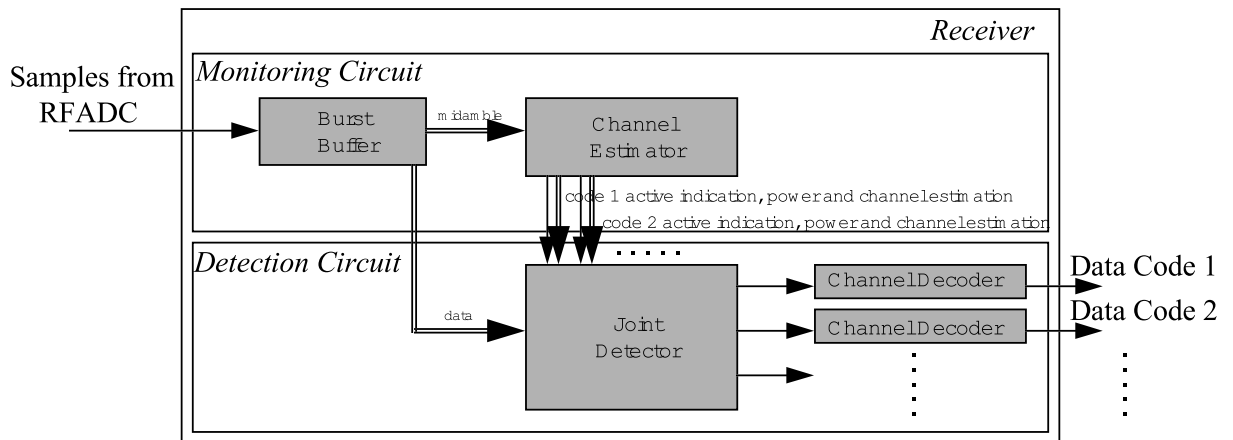 Receiver
Monitoring Circuit
Samples from
RFADC
Burst
Buffer
midamble
Channel
Estimator
code 1 active indication, power and channel estimation
code 2 active indication, power and channel estimation
.....
Detection Circuit
data
Joint
Detector
Channel Decoder
Data Code 1
Channel Decoder
Data Code 2